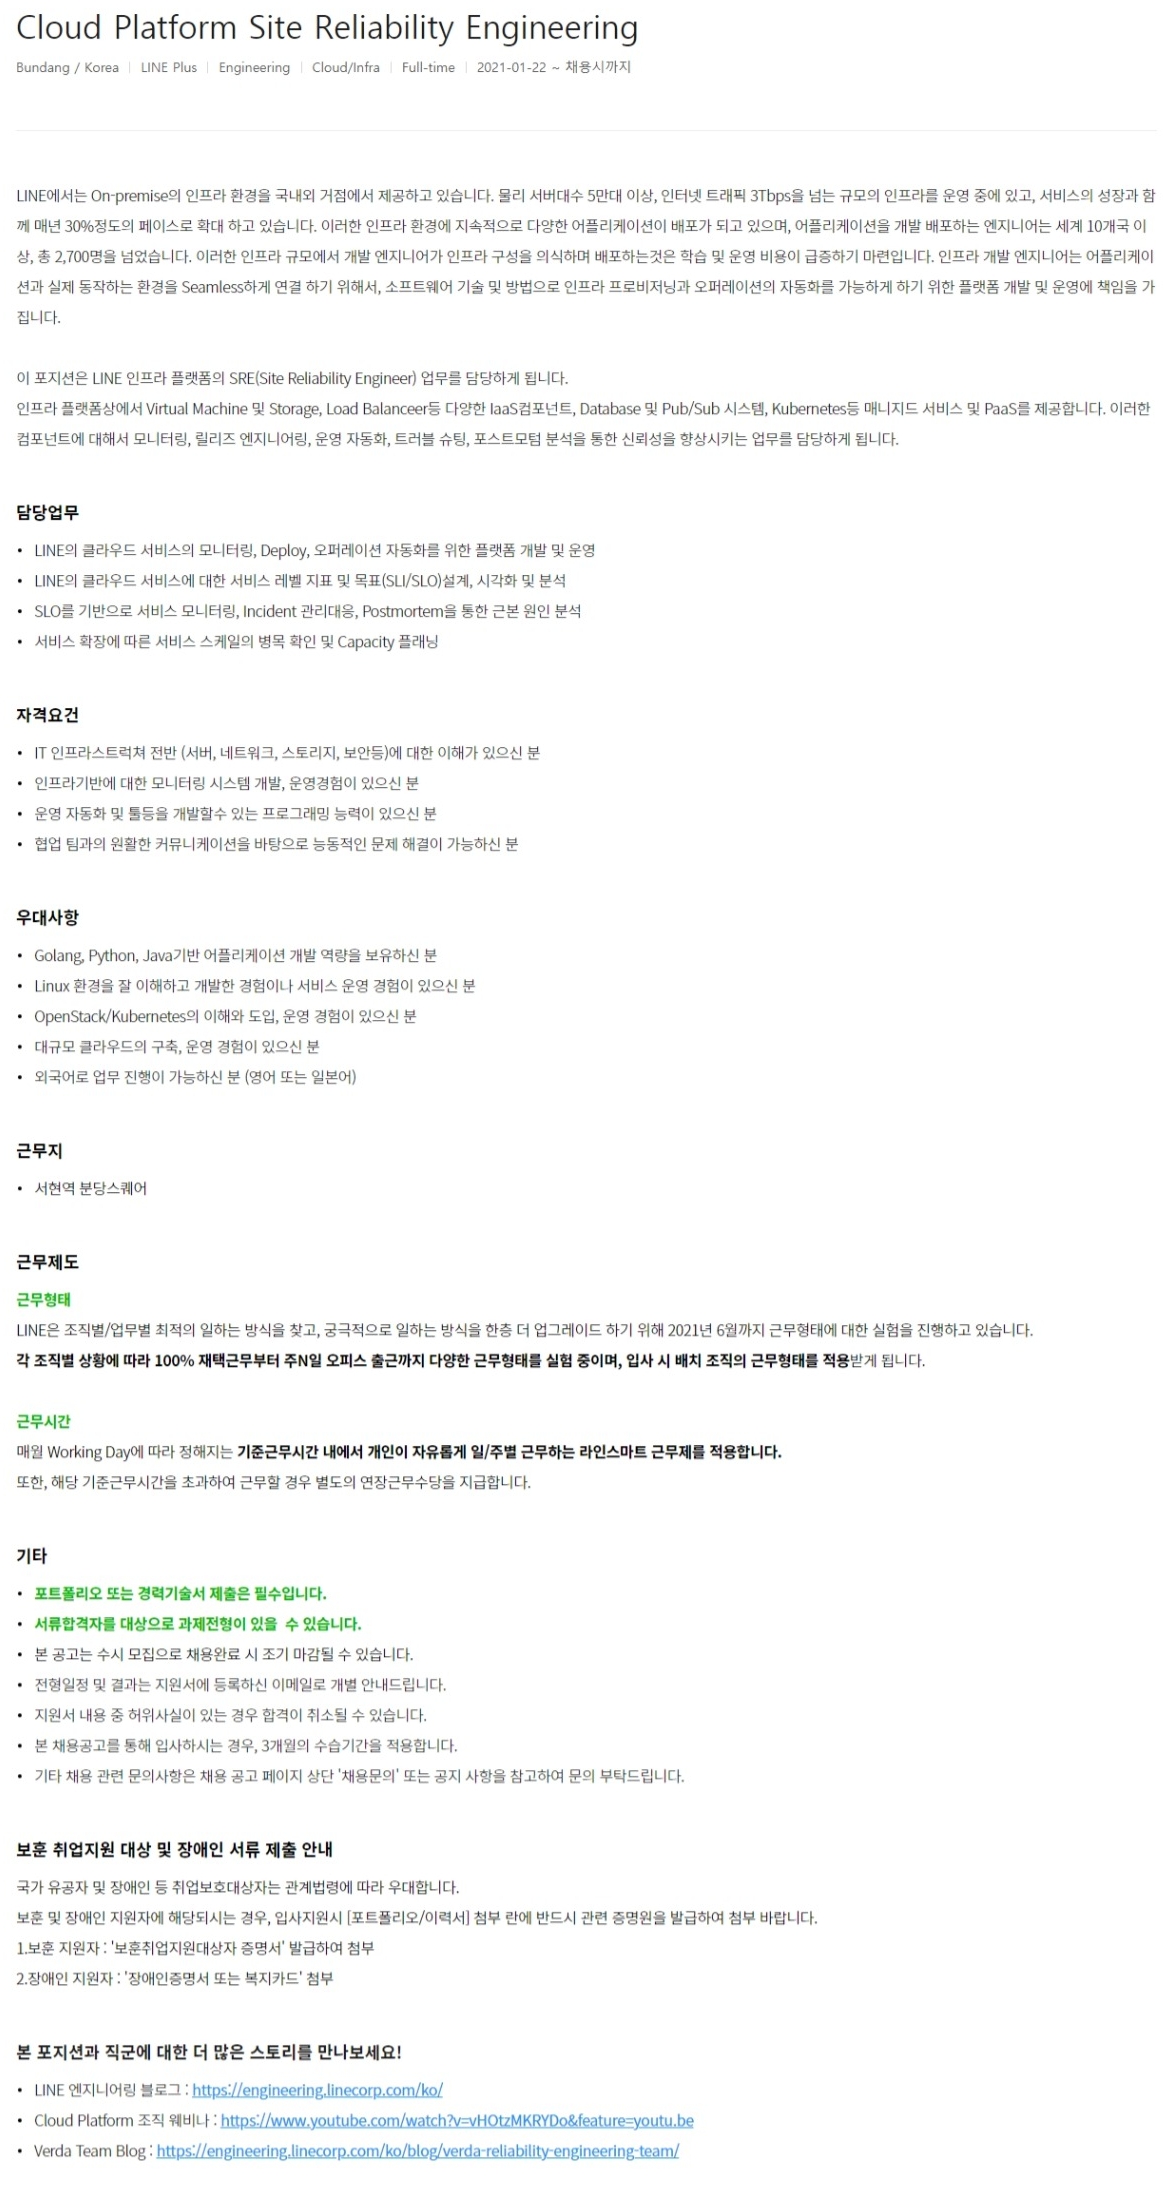 Cloud Platform Site Reliability Engineering
Bundang / Korea | LINE Plus | Engineering | Cloud/Infra | Full-time | 2021-01-22 ~ 채용시까지
LINE에서는 On-premise의 인프라 환경을 국내외 거점에서 제공하고 있습니다. 물리 서버대수 5만대 이상, 인터넷 트래픽 3Tbps을 넘는 규모의 인프라를 운영 중에 있고, 서비스의 성장과 함
께 매년 30%정도의 페이스로 확대 하고 있습니다. 이러한 인프라 환경에 지속적으로 다양한 어플리케이션이 배포가 되고 있으며, 어플리케이션을 개발 배포하는 엔지니어는 세계 10개국 이
상, 총 2,700명을 넘었습니다. 이러한 인프라 규모에서 개발 엔지니어가 인프라 구성을 의식하며 배포하는것은 학습 및 운영 비용이 급증하기 마련입니다. 인프라 개발 엔지니어는 어플리케이
션과 실제 동작하는 환경을 Seamless하게 연결 하기 위해서, 소프트웨어 기술 및 방법으로 인프라 프로비저닝과 오퍼레이션의 자동화를 가능하게 하기 위한 플랫폼 개발 및 운영에 책임을 가
집니다.
이 포지션은 LINE 인프라 플랫폼의 SRE(Site Reliability Engineer) 업무를 담당하게 됩니다.
인프라 플랫폼상에서 Virtual Machine 및 Storage, Load Balanceer등 다양한 IaaS컴포넌트, Database 및 Pub/Sub 시스템, Kubernetes등 매니지드 서비스 및 PaaS를 제공합니다. 이러한
컴포넌트에 대해서 모니터링, 릴리즈 엔지니어링, 운영 자동화, 트러블 슈팅, 포스트모텀 분석을 통한 신뢰성을 향상시키는 업무를 담당하게 됩니다.
담당업무
• LINE의 클라우드 서비스의 모니터링, Deploy, 오퍼레이션 자동화를 위한 플랫폼 개발 및 운영
• LINE의 클라우드 서비스에 대한 서비스 레벨 지표 및 목표(SLI/SLO)설계, 시각화 및 분석
• SLO를 기반으로 서비스 모니터링, Incident 관리대응, Postmortem을 통한 근본 원인 분석
• 서비스 확장에 따른 서비스 스케일의 병목 확인 및 Capacity 플래닝
자격요건
• IT 인프라스트럭쳐 전반 (서버, 네트워크, 스토리지, 보안등)에 대한 이해가 있으신 분
• 인프라기반에 대한 모니터링 시스템 개발, 운영경험이 있으신 분
• 운영 자동화 및 툴등을 개발할수 있는 프로그래밍 능력이 있으신 분
• 협업 팀과의 원활한 커뮤니케이션을 바탕으로 능동적인 문제 해결이 가능하신 분
우대사항
• Golang, Python, Java기반 어플리케이션 개발 역량을 보유하신 분
• Linux 환경을 잘 이해하고 개발한 경험이나 서비스 운영 경험이 있으신 분
• OpenStack/Kubernetes의 이해와 도입, 운영 경험이 있으신 분
• 대규모 클라우드의 구축, 운영 경험이 있으신 분
• 외국어로 업무 진행이 가능하신 분 (영어 또는 일본어)
근무지
• 서현역 분당스퀘어
근무제도
근무형태
LINE은 조직별/업무별 최적의 일하는 방식을 찾고, 궁극적으로 일하는 방식을 한층 더 업그레이드 하기 위해 2021년 6월까지 근무형태에 대한 실험을 진행하고 있습니다.
각 조직별 상황에 따라 100% 재택근무부터 주N일 오피스 출근까지 다양한 근무형태를 실험 중이며, 입사 시 배치 조직의 근무형태를 적용받게 됩니다.
근무시간
매월 Working Day에 따라 정해지는 기준근무시간 내에서 개인이 자유롭게 일/주별 근무하는 라인스마트 근무제를 적용합니다.
또한, 해당 기준근무시간을 초과하여 근무할 경우 별도의 연장근무수당을 지급합니다.
기타
• 포트폴리오 또는 경력기술서 제출은 필수입니다.
• 서류합격자를 대상으로 과제전형이 있을  수 있습니다.
• 본 공고는 수시 모집으로 채용완료 시 조기 마감될 수 있습니다.
• 전형일정 및 결과는 지원서에 등록하신 이메일로 개별 안내드립니다.
• 지원서 내용 중 허위사실이 있는 경우 합격이 취소될 수 있습니다.
• 본 채용공고를 통해 입사하시는 경우, 3개월의 수습기간을 적용합니다.
• 기타 채용 관련 문의사항은 채용 공고 페이지 상단 '채용문의' 또는 공지 사항을 참고하여 문의 부탁드립니다.
보훈 취업지원 대상 및 장애인 서류 제출 안내
국가 유공자 및 장애인 등 취업보호대상자는 관계법령에 따라 우대합니다.
보훈 및 장애인 지원자에 해당되시는 경우, 입사지원시 [포트폴리오/이력서] 첨부 란에 반드시 관련 증명원을 발급하여 첨부 바랍니다.
1.보훈 지원자 : '보훈취업지원대상자 증명서' 발급하여 첨부
2.장애인 지원자 : '장애인증명서 또는 복지카드' 첨부
본 포지션과 직군에 대한 더 많은 스토리를 만나보세요!
• LINE 엔지니어링 블로그 : https://engineering.linecorp.com/ko/
• Cloud Platform 조직 웨비나 : https://www.youtube.com/watch?v=vHOtzMKRYDo&feature=youtu.be
• Verda Team Blog : https://engineering.linecorp.com/ko/blog/verda-reliability-engineering-team/